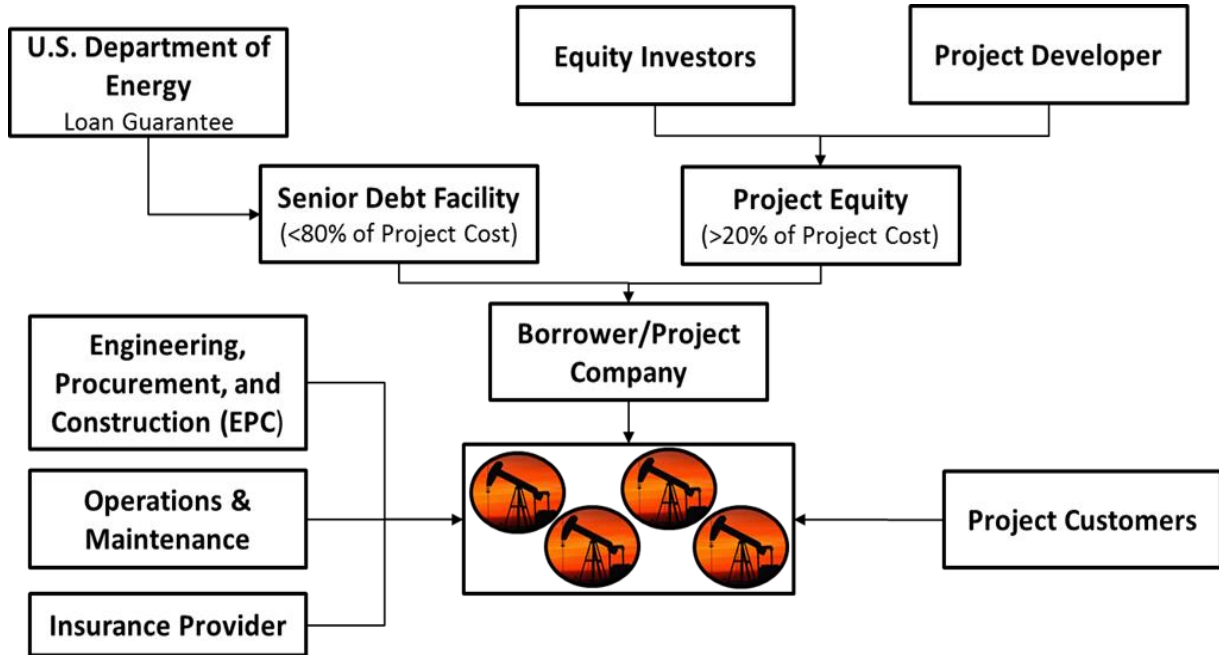 U.S. Department of
Energy
Loan Guarantee
Equity Investors
Project Developer
Senior Debt Facility
(<80% of Project Cost)
Project Equity
(>20% of Project Cost)
Borrower/Project
Company
Engineering,
Procurement, and
Construction (EPC)
Operations &
Maintenance
Insurance Provider
Project Customers